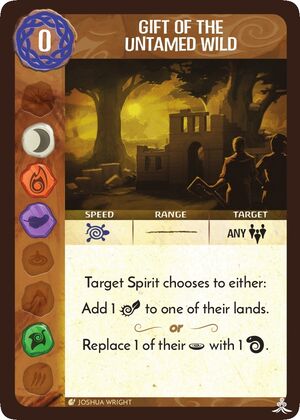 0
GIFT OF THE
UNTAMED WILD
SPEED RANGE TARGET
ANY
Target Spirit chooses to either:
Add 1 to one of their lands.
or
Replace 1 of their with 1 .
JOSHUA WRIGHT